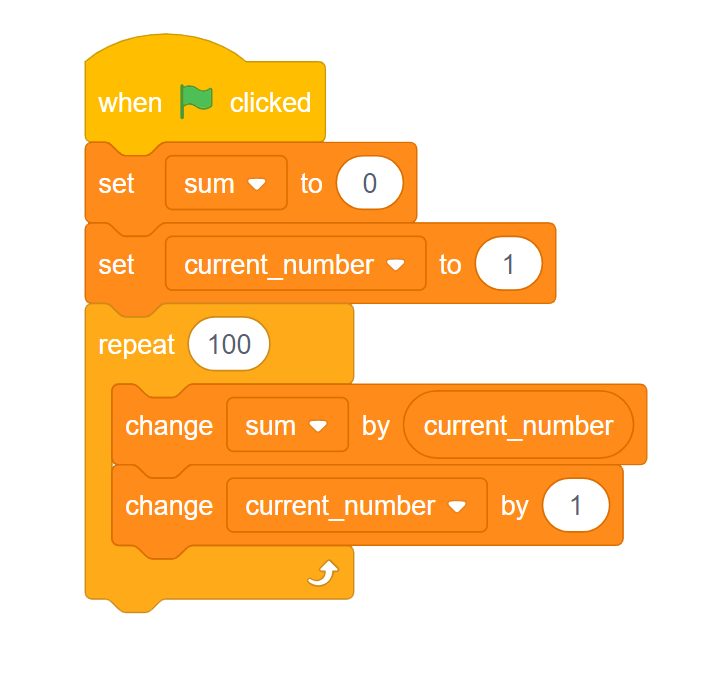 when clicked
set sum to 0
set current_number to 1
repeat 100
change sum by current_number
change current_number by 1